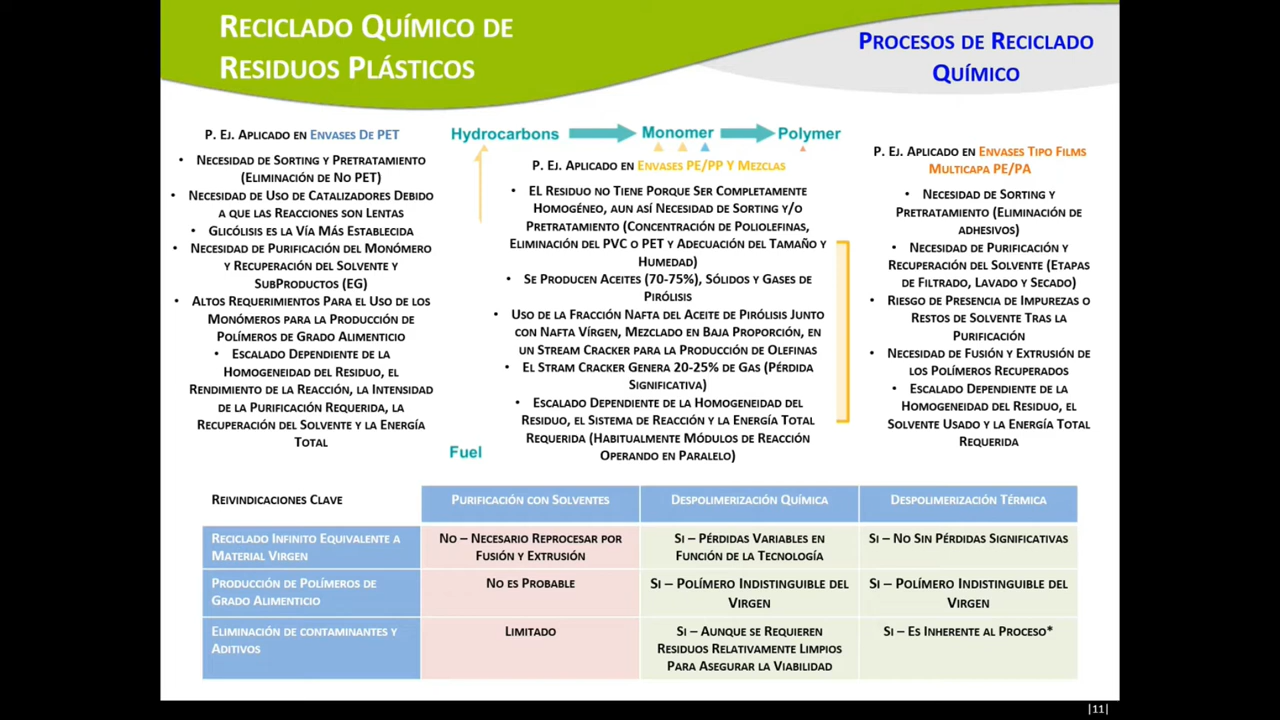 RECICLADO QUÍMICO DE
RESIDUOS PLÁSTICOS
PROCESOS DE RECICLADO
QUÍMICO
P. EJ. APLICADO EN ENVASES DE PET
• NECESIDAD DE SORTING Y PRETRATAMIENTO
(ELIMINACIÓN DE NO PET)
• NECESIDAD DE USO DE CATALIZADORES DEBIDO
A QUE LAS REACCIONES SON LENTAS
• GLICÓLISIS ES LA VÍA MÁS ESTABLECIDA
• NECESIDAD DE PURIFICACIÓN DEL MONÓMERO
Y RECUPERACIÓN DEL SOLVENTE Y
SUBPRODUCTOS (EG)
• ALTOS REQUERIMIENTOS PARA EL USO DE LOS
MONÓMEROS PARA LA PRODUCCIÓN DE
POLÍMEROS DE GRADO ALIMENTICIO
• ESCALADO DEPENDIENTE DE LA
HOMOGENEIDAD DEL RESIDUO, EL
RENDIMIENTO DE LA REACCIÓN, LA INTENSIDAD
DE LA PURIFICACIÓN REQUERIDA, LA
RECUPERACIÓN DEL SOLVENTE Y LA ENERGÍA
TOTAL
Hydrocarbons
Monomer
Polymer
P. EJ. APLICADO EN ENVASES PE/PP Y MEZCLAS
• EL RESIDUO NO TIENE PORQUE SER COMPLETAMENTE
HOMOGÉNEO, AUN ASÍ NECESIDAD DE SORTING Y/O
PRETRATAMIENTO (CONCENTRACIÓN DE POLIOLEFINAS,
ELIMINACIÓN DEL PVC O PET Y ADECUACIÓN DEL TAMAÑO Y
HUMEDAD)
• SE PRODUCEN ACEITES (70-75%), SÓLIDOS Y GASES DE
PIRÓLISIS
• USO DE LA FRACCIÓN NAFTA DEL ACEITE DE PIRÓLISIS JUNTO
CON NAFTA VÍRGEN, MEZCLADO EN BAJA PROPORCIÓN, EN
UN STREAM CRACKER PARA LA PRODUCCIÓN DE OLEFINAS
• EL STRAM CRACKER GENERA 20-25% DE GAS (PÉRDIDA
SIGNIFICATIVA)
• ESCALADO DEPENDIENTE DE LA HOMOGENEIDAD DEL
RESIDUO, EL SISTEMA DE REACCIÓN Y LA ENERGÍA TOTAL
REQUERIDA (HABITUALMENTE MÓDULOS DE REACCIÓN
OPERANDO EN PARALELO)
Fuel
P. EJ. APLICADO EN ENVASES TIPO FILMS
MULTICAPA PE/PA
• NECESIDAD DE SORTING Y
PRETRATAMIENTO (ELIMINACIÓN DE
ADHESIVOS)
• NECESIDAD DE PURIFICACIÓN Y
RECUPERACIÓN DEL SOLVENTE (ETAPAS
DE FILTRADO, LAVADO Y SECADO)
• RIESGO DE PRESENCIA DE IMPUREZAS O
RESTOS DE SOLVENTE TRAS LA
PURIFICACIÓN
• NECESIDAD DE FUSIÓN Y EXTRUSIÓN DE
LOS POLÍMEROS RECUPERADOS
• ESCALADO DEPENDIENTE DE LA
HOMOGENEIDAD DEL RESIDUO, EL
SOLVENTE USADO Y LA ENERGÍA TOTAL
REQUERIDA
REIVINDICACIONES CLAVE
PURIFICACIÓN CON SOLVENTES
DESPOLIMERIZACIÓN QUÍMICA
DESPOLIMERIZACIÓN TÉRMICA
RECICLADO INFINITO EQUIVALENTE A
MATERIAL VIRGEN
NO – NECESARIO REPROCESAR POR
FUSIÓN Y EXTRUSIÓN
SI – PÉRDIDAS VARIABLES EN
FUNCIÓN DE LA TECNOLOGÍA
SI – NO SIN PÉRDIDAS SIGNIFICATIVAS
PRODUCCIÓN DE POLÍMEROS DE
GRADO ALIMENTICIO
NO ES PROBABLE
SI – POLÍMERO INDISTINGUIBLE DEL
VIRGEN
SI – POLÍMERO INDISTINGUIBLE DEL
VIRGEN
ELIMINACIÓN DE CONTAMINANTES Y
ADITIVOS
LIMITADO
SI – AUNQUE SE REQUIEREN
RESIDUOS RELATIVAMENTE LIMPIOS
PARA ASEGURAR LA VIABILIDAD
SI – ES INHERENTE AL PROCESO*
|11|